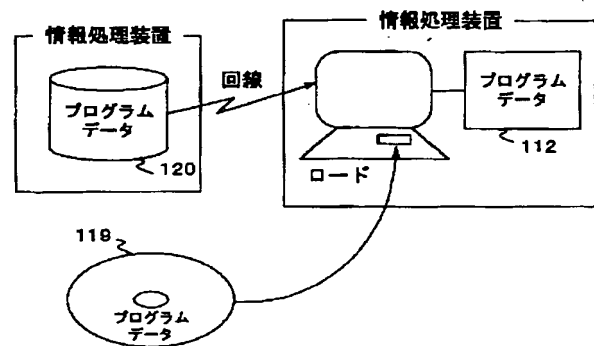 情報処理装置
プログラム
データ
120
回線
情報処理装置
プログラム
データ
112
ロード
119
プログラム
データ